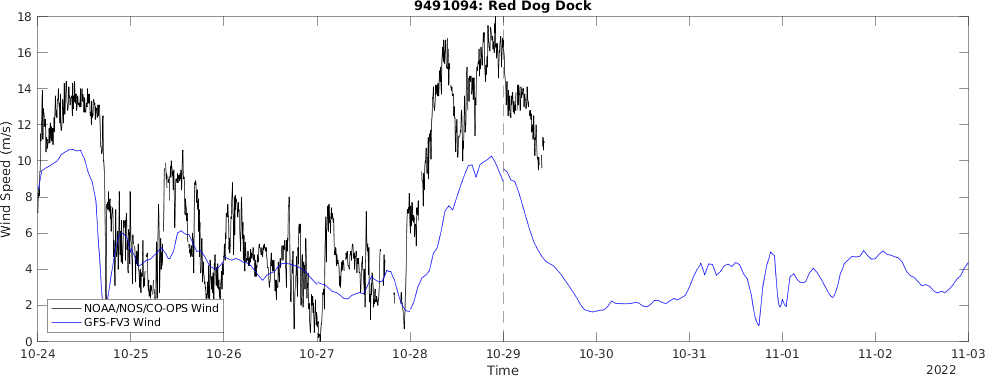 9491094: Red Dog Dock
Wind Speed (m/s)
18
16
14
12
10
8
6
4
2
0
NOAA/NOS/CO-OPS Wind
GFS-FV3 Wind
10-24 10-25 10-26 10-27 10-28 10-29 10-30 10-31 11-01 11-02 11-03
Time
2022